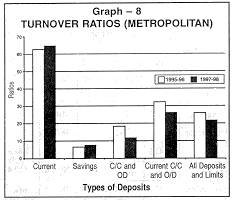 Graph – 8
TURNOVER RATIOS (METROPOLITAN)
70
60
50
40
30
20
10
0
Ratios
1995-96
1997-98
Current
Savings
C/C and
OD
Current C/C
and O/D
All Deposits
and Limits
Types of Deposits